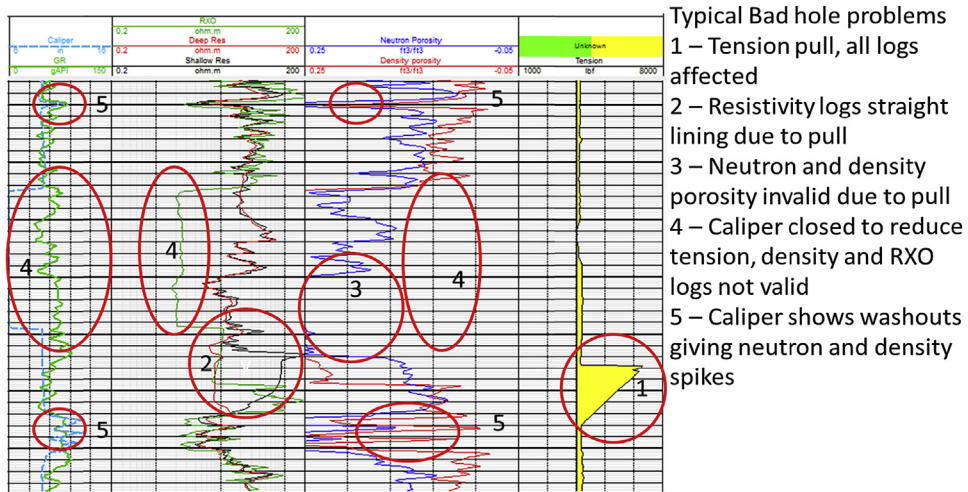 RXO
0.2 ohm.m 200
Caliper
Deep Res
Neutron Porosity
0 in 16
0.2 ohm.m 200
0.25 ft3/ft3 -0.05
Unknown
GR
Shallow Res
Density porosity
Tension
0 gAPI 150
0.2 ohm.m 200
0.25 ft3/ft3 -0.05
1000 lbf 8000
5
5
4
4
4
3
2
1
5
5
Typical Bad hole problems
1 – Tension pull, all logs
affected
2 – Resistivity logs straight
lining due to pull
3 – Neutron and density
porosity invalid due to pull
4 – Caliper closed to reduce
tension, density and RXO
logs not valid
5 – Caliper shows washouts
giving neutron and density
spikes